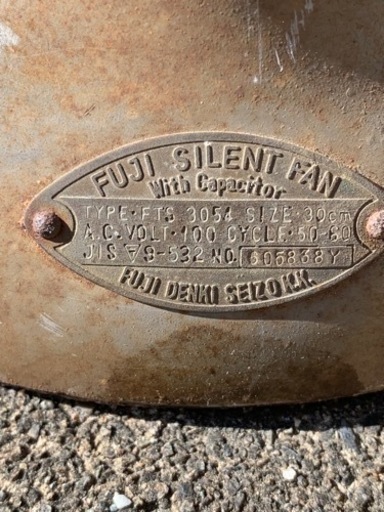 FUJI SILENT FAN
With Capacitor
TYPE·FTS 3054 SIZE·30cm
A.C.VOLT·100 CYCLE·50-60
JIS ▽9-532 NO. 605838Y
FUJI DENKI SEIZO K.K.